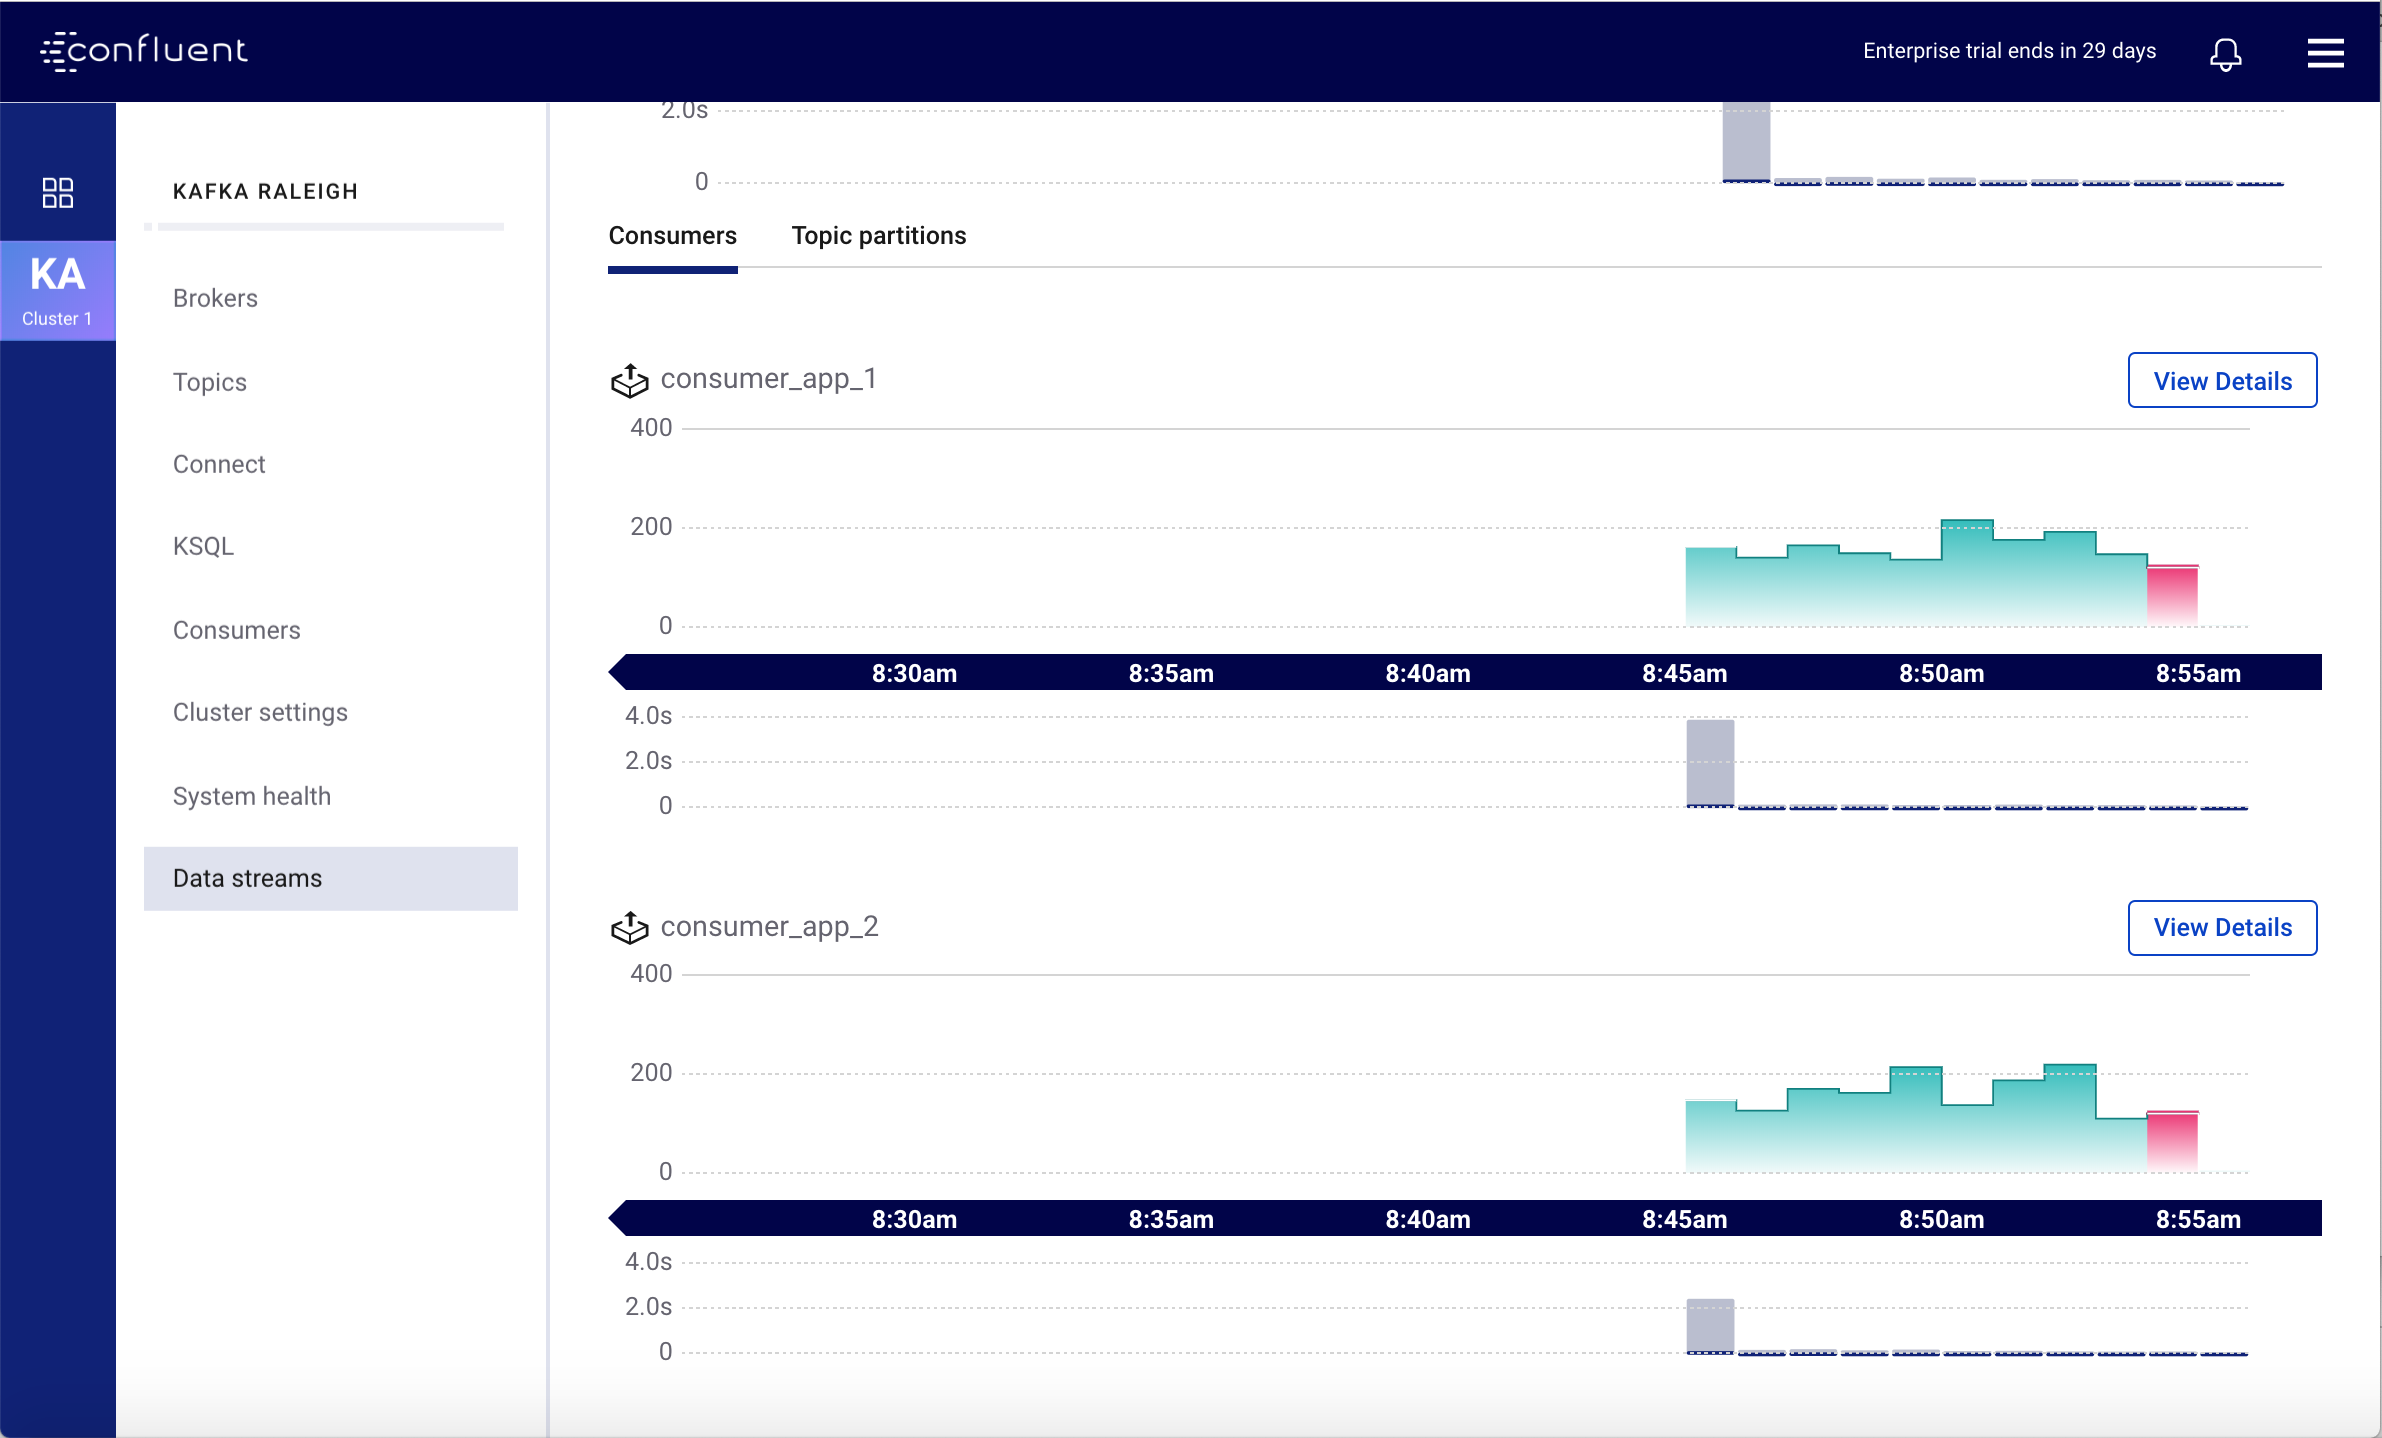 confluent
Enterprise trial ends in 29 days
KA
Cluster 1
KAFKA RALEIGH
Brokers
Topics
Connect
KSQL
Consumers
Cluster settings
System health
Data streams
2.0s
0
Consumers Topic partitions
consumer_app_1
View Details
400
200
0
8:30am 8:35am 8:40am 8:45am 8:50am 8:55am
4.0s
2.0s
0
consumer_app_2
View Details
400
200
0
8:30am 8:35am 8:40am 8:45am 8:50am 8:55am
4.0s
2.0s
0